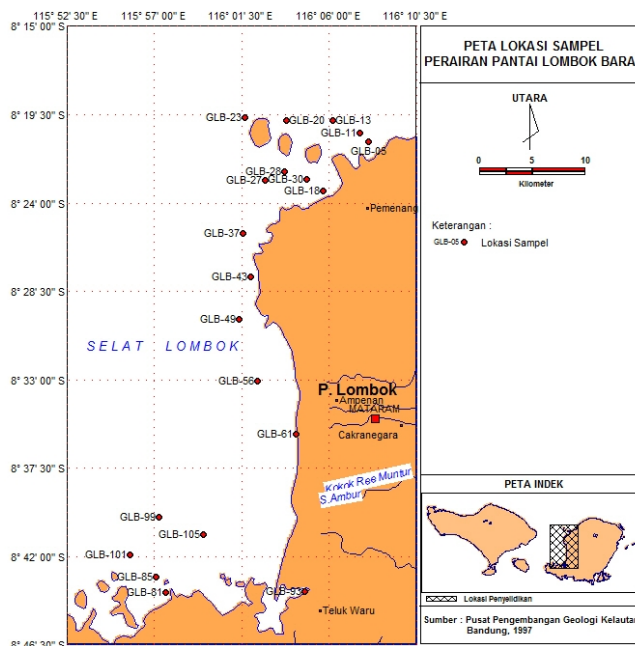 115° 52' 30" E
115° 57' 00" E
116° 01' 30" E
116° 06' 00" E
116° 10' 30" E
8° 15' 00" S
8° 19' 30" S
8° 24' 00" S
8° 28' 30" S
8° 33' 00" S
8° 37' 30" S
8° 42' 00" S
8° 46' 30" S
GLB-23
GLB-20
GLB-13
GLB-11
GLB-05
GLB-28
GLB-27
GLB-30
GLB-18
Pemenang
GLB-37
GLB-43
GLB-49
SELAT LOMBOK
GLB-56
P. Lombok
Ampenan
MATARAM
GLB-61
Cakranegara
Kokok Ree Muntur
S.Ambur
GLB-99
GLB-105
GLB-101
GLB-85
GLB-81
GLB-93
Teluk Waru
PETA LOKASI SAMPEL
PERAIRAN PANTAI LOMBOK BARA
UTARA
0 5 10
Kilometer
Keterangan :
GLB-05 Lokasi Sampel
PETA INDEK
Lokasi Penyelidikan
Sumber : Pusat Pengembangan Geologi Kelautan
Bandung, 1997